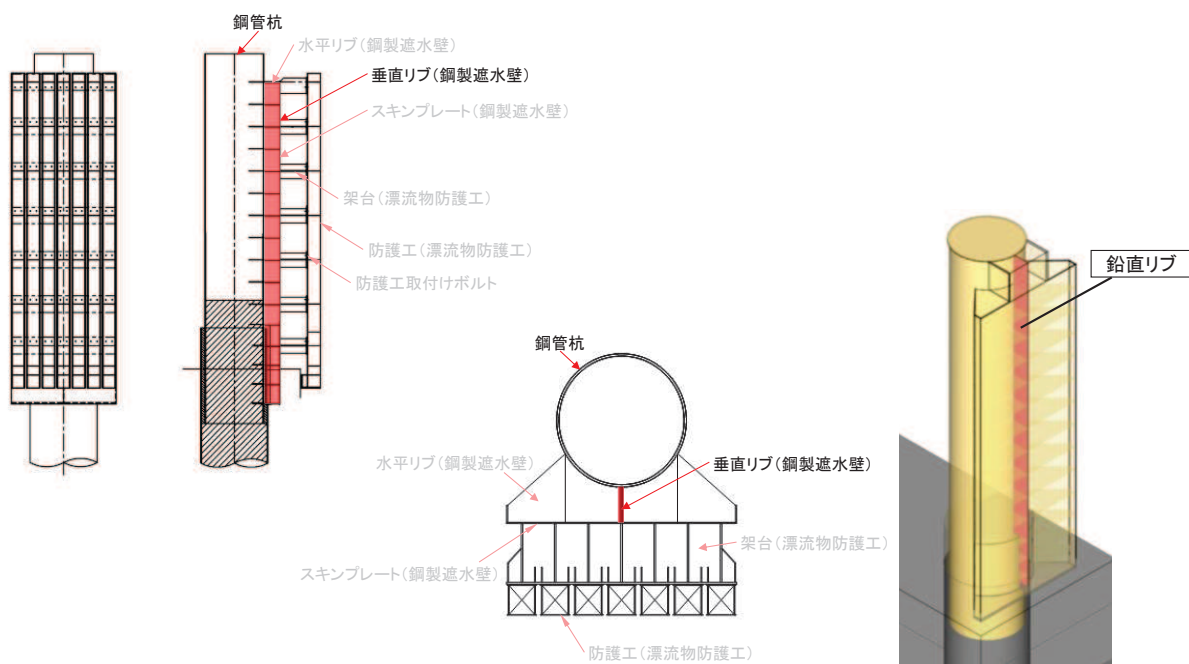 鋼管杭
水平リブ(鋼製遮水壁)
垂直リブ(鋼製遮水壁)
スキンプレート(鋼製遮水壁)
架台(漂流物防護工)
防護工(漂流物防護工)
防護工取付けボルト
鉛直リブ
鋼管杭
水平リブ(鋼製遮水壁)
垂直リブ(鋼製遮水壁)
架台(漂流物防護工)
スキンプレート(鋼製遮水壁)
防護工(漂流物防護工)